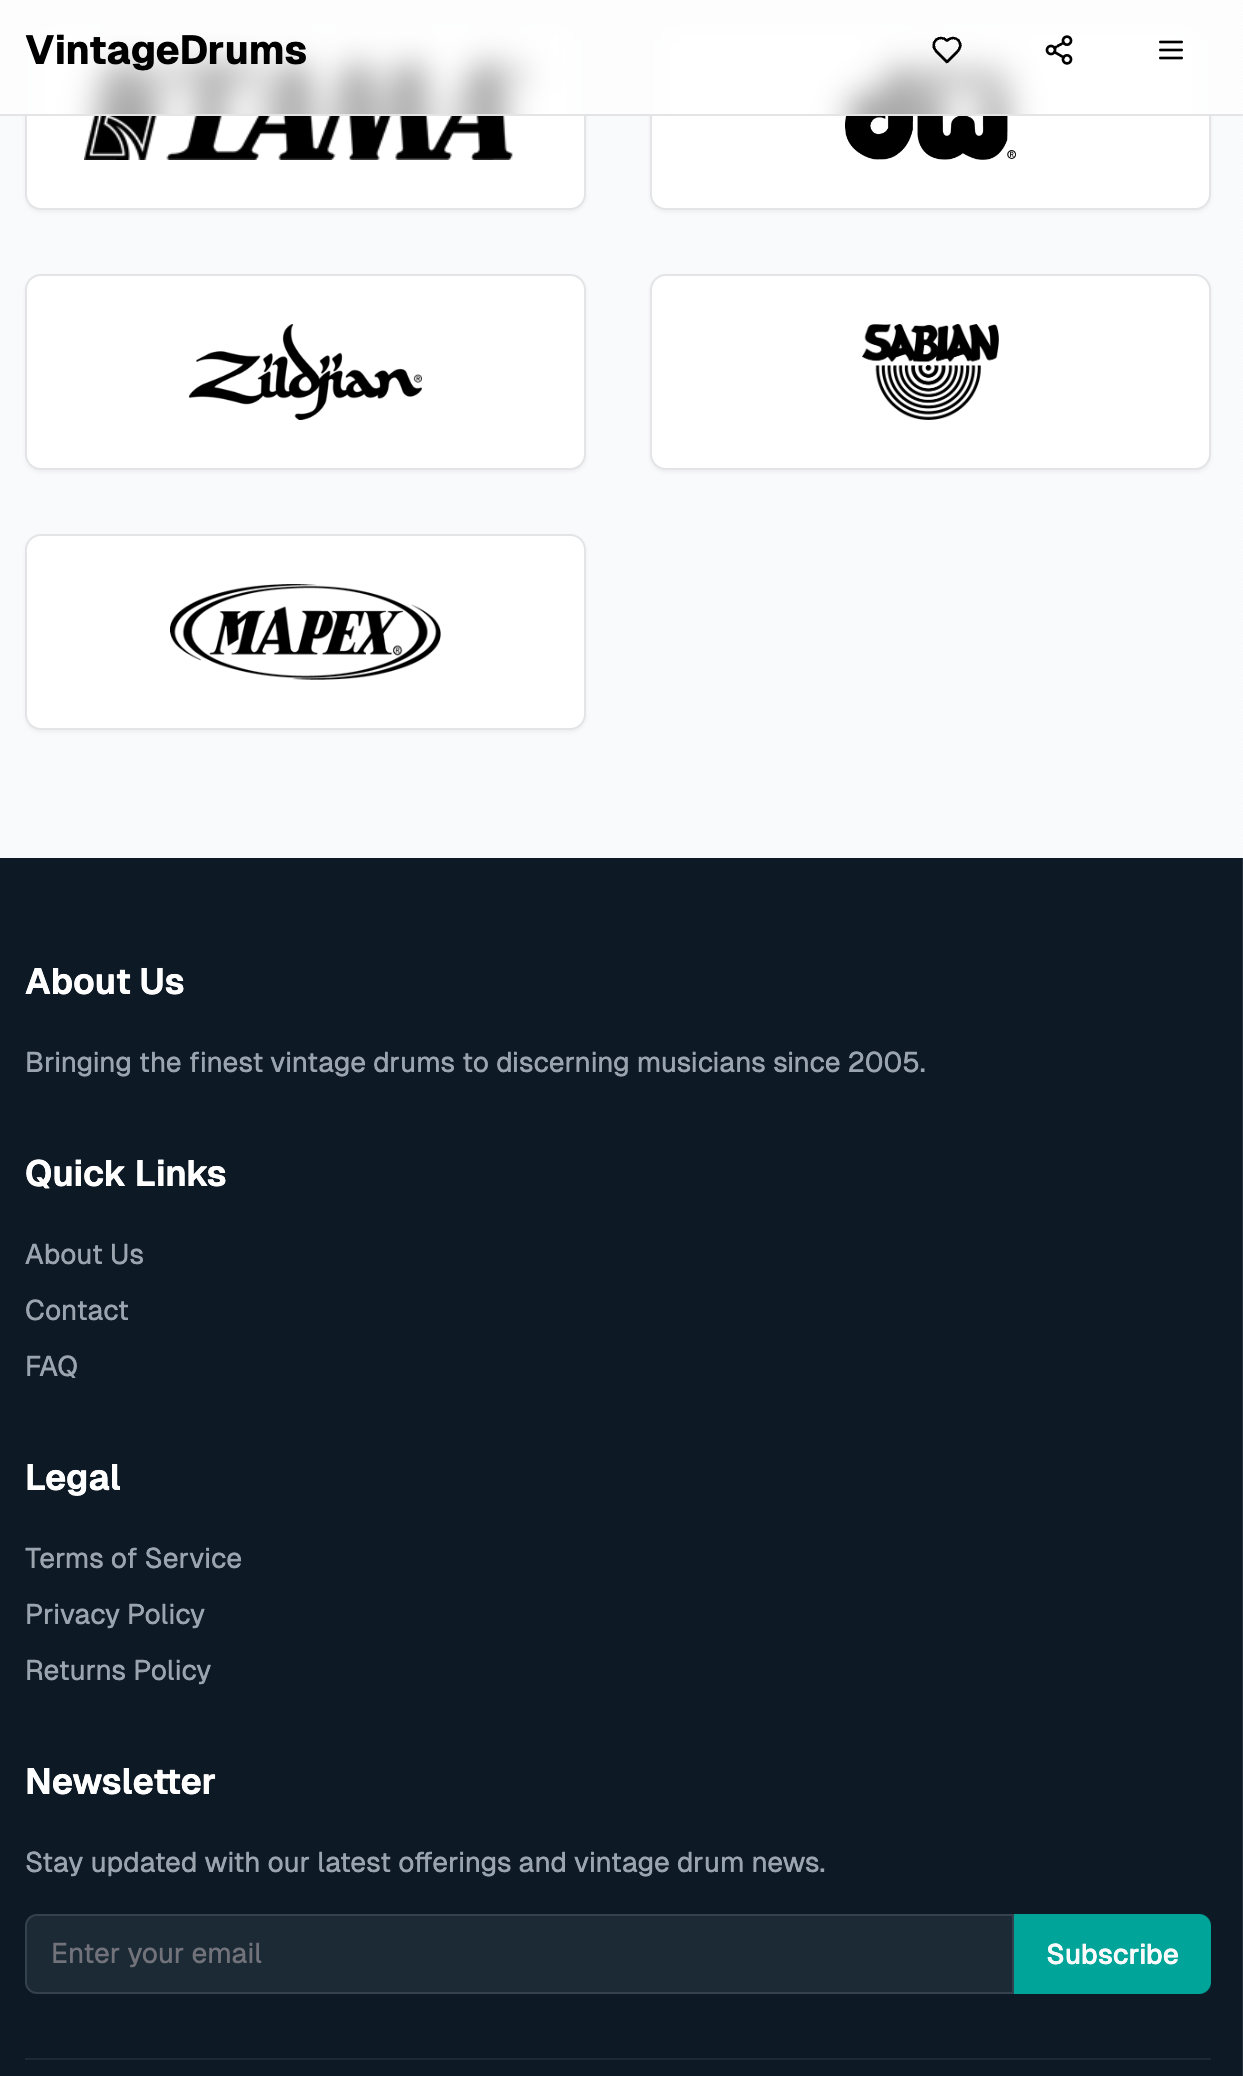 VintageDrums
TAMA
dw®
Zildjian®
SABIAN
MAPEX®
About Us
Bringing the finest vintage drums to discerning musicians since 2005.
Quick Links
About Us
Contact
FAQ
Legal
Terms of Service
Privacy Policy
Returns Policy
Newsletter
Stay updated with our latest offerings and vintage drum news.
Enter your email
Subscribe